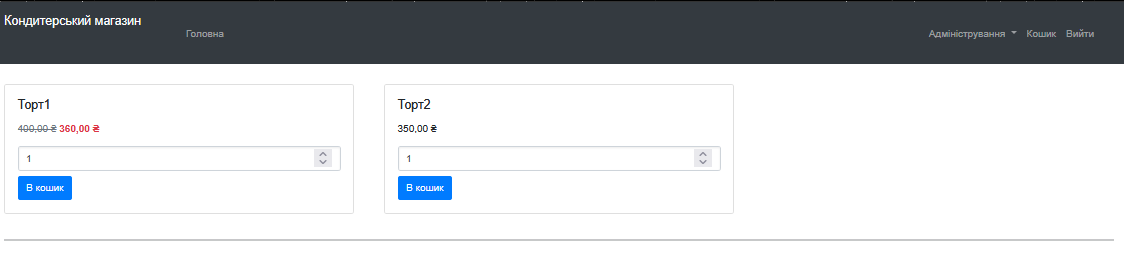 Кондитерський магазин
Головна
Адміністрування Кошик Вийти
Торт1
400,00 ₴ 360,00 ₴
1
В кошик
Торт2
350,00 ₴
1
В кошик